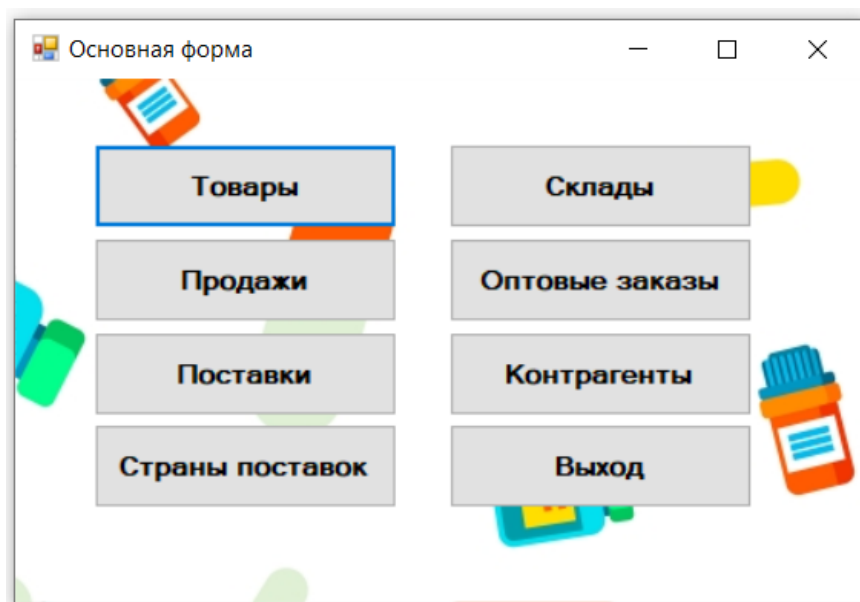 Основная форма
Товары
Склады
Продажи
Оптовые заказы
Поставки
Контрагенты
Страны поставок
Выход